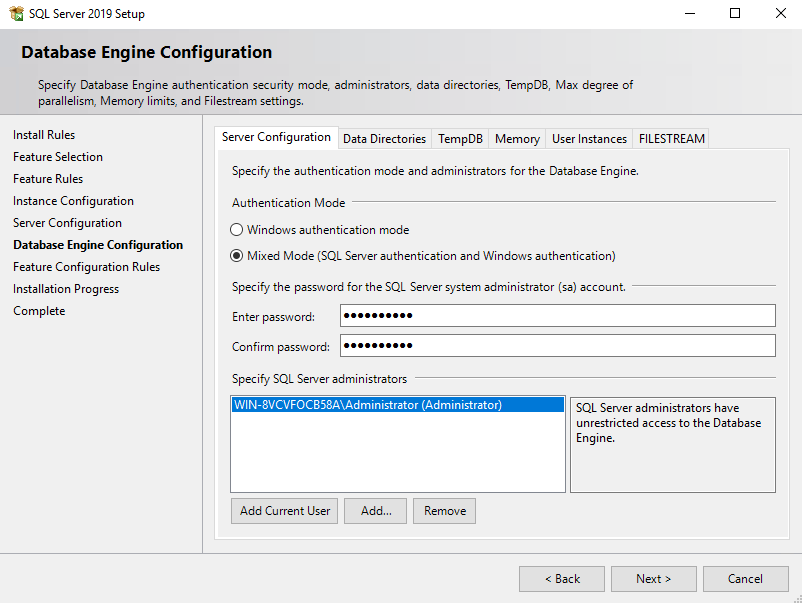 SQL Server 2019 Setup
Database Engine Configuration
Specify Database Engine authentication security mode, administrators, data directories, TempDB, Max degree of
parallelism, Memory limits, and Filestream settings.
Install Rules
Feature Selection
Feature Rules
Instance Configuration
Server Configuration
Database Engine Configuration
Feature Configuration Rules
Installation Progress
Complete
Server Configuration Data Directories TempDB Memory User Instances FILESTREAM
Specify the authentication mode and administrators for the Database Engine.
Authentication Mode
Windows authentication mode
Mixed Mode (SQL Server authentication and Windows authentication)
Specify the password for the SQL Server system administrator (sa) account.
Enter password: ●●●●●●●●●●
Confirm password: ●●●●●●●●●●
Specify SQL Server administrators
WIN-8VCVFOCB58A\Administrator (Administrator)
SQL Server administrators have
unrestricted access to the Database
Engine.
Add Current User Add... Remove
< Back Next > Cancel